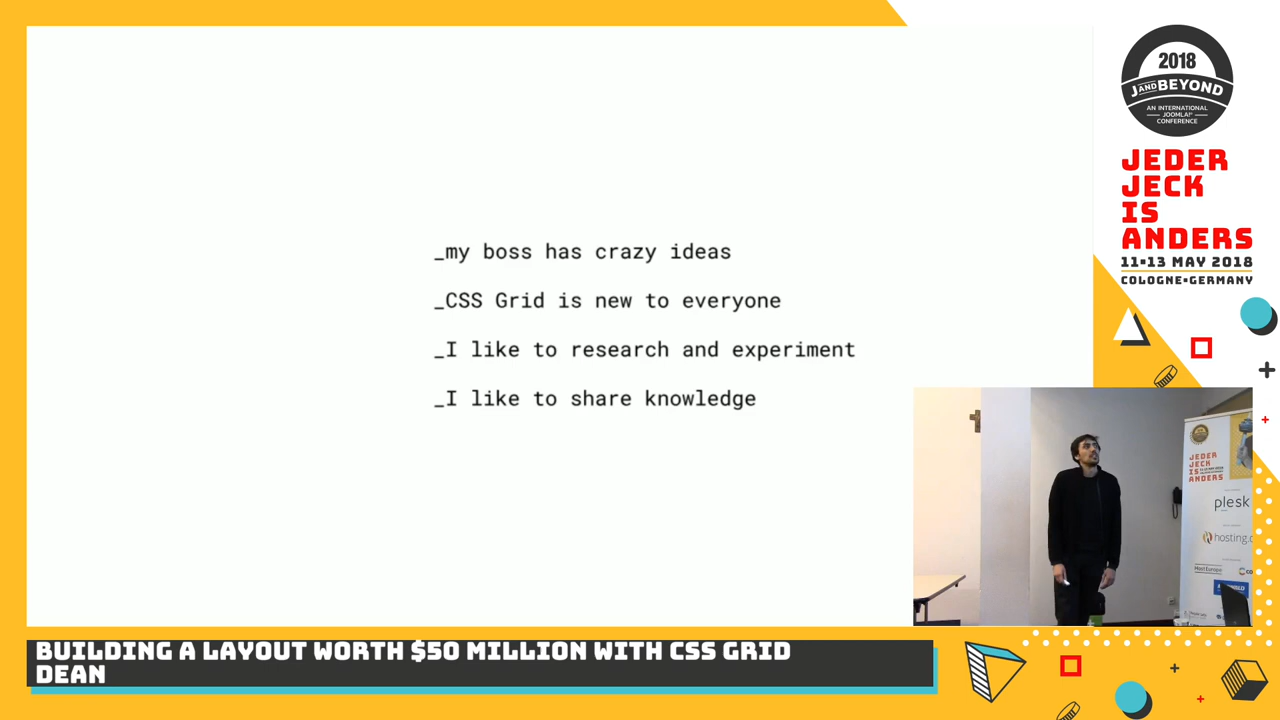 _my boss has crazy ideas
_CSS Grid is new to everyone
_I like to research and experiment
_I like to share knowledge
2018
J AND BEYOND
AN INTERNATIONAL
JOOMLA!
CONFERENCE
JEDER
JECK
IS
ANDERS
11-13 MAY 2018
COLOGNE•GERMANY
JEDER
JECK
IS
ANDERS
plesk
hosting.
HostEurope
BUILDING A LAYOUT WORTH $50 MILLION WITH CSS GRID
DEAN